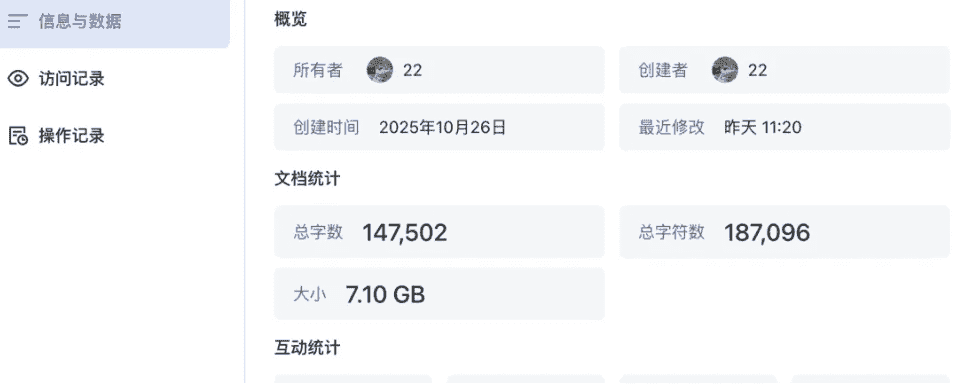 信息与数据
访问记录
操作记录
概览
所有者 22
创建者 22
创建时间 2025年10月26日
最近修改 昨天 11:20
文档统计
总字数 147,502
总字符数 187,096
大小 7.10 GB
互动统计